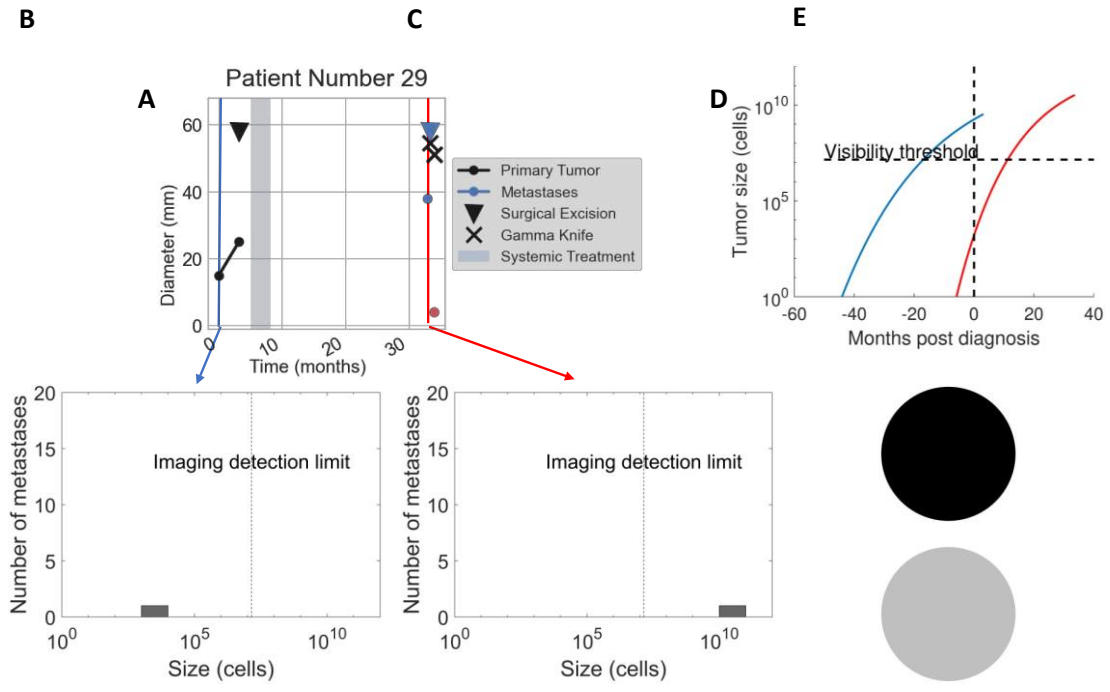 B
C
E
A
D
Patient Number 29
Diameter (mm)
60
40
20
0
0
10
20
30
Time (months)
Primary Tumor
Metastases
Surgical Excision
Gamma Knife
Systemic Treatment
Tumor size (cells)
10^10
10^5
10^0
Visibility threshold
-60
-40
-20
0
20
40
Months post diagnosis
Number of metastases
20
15
10
5
0
Imaging detection limit
10^0
10^5
10^10
Size (cells)
Number of metastases
20
15
10
5
0
Imaging detection limit
10^0
10^5
10^10
Size (cells)